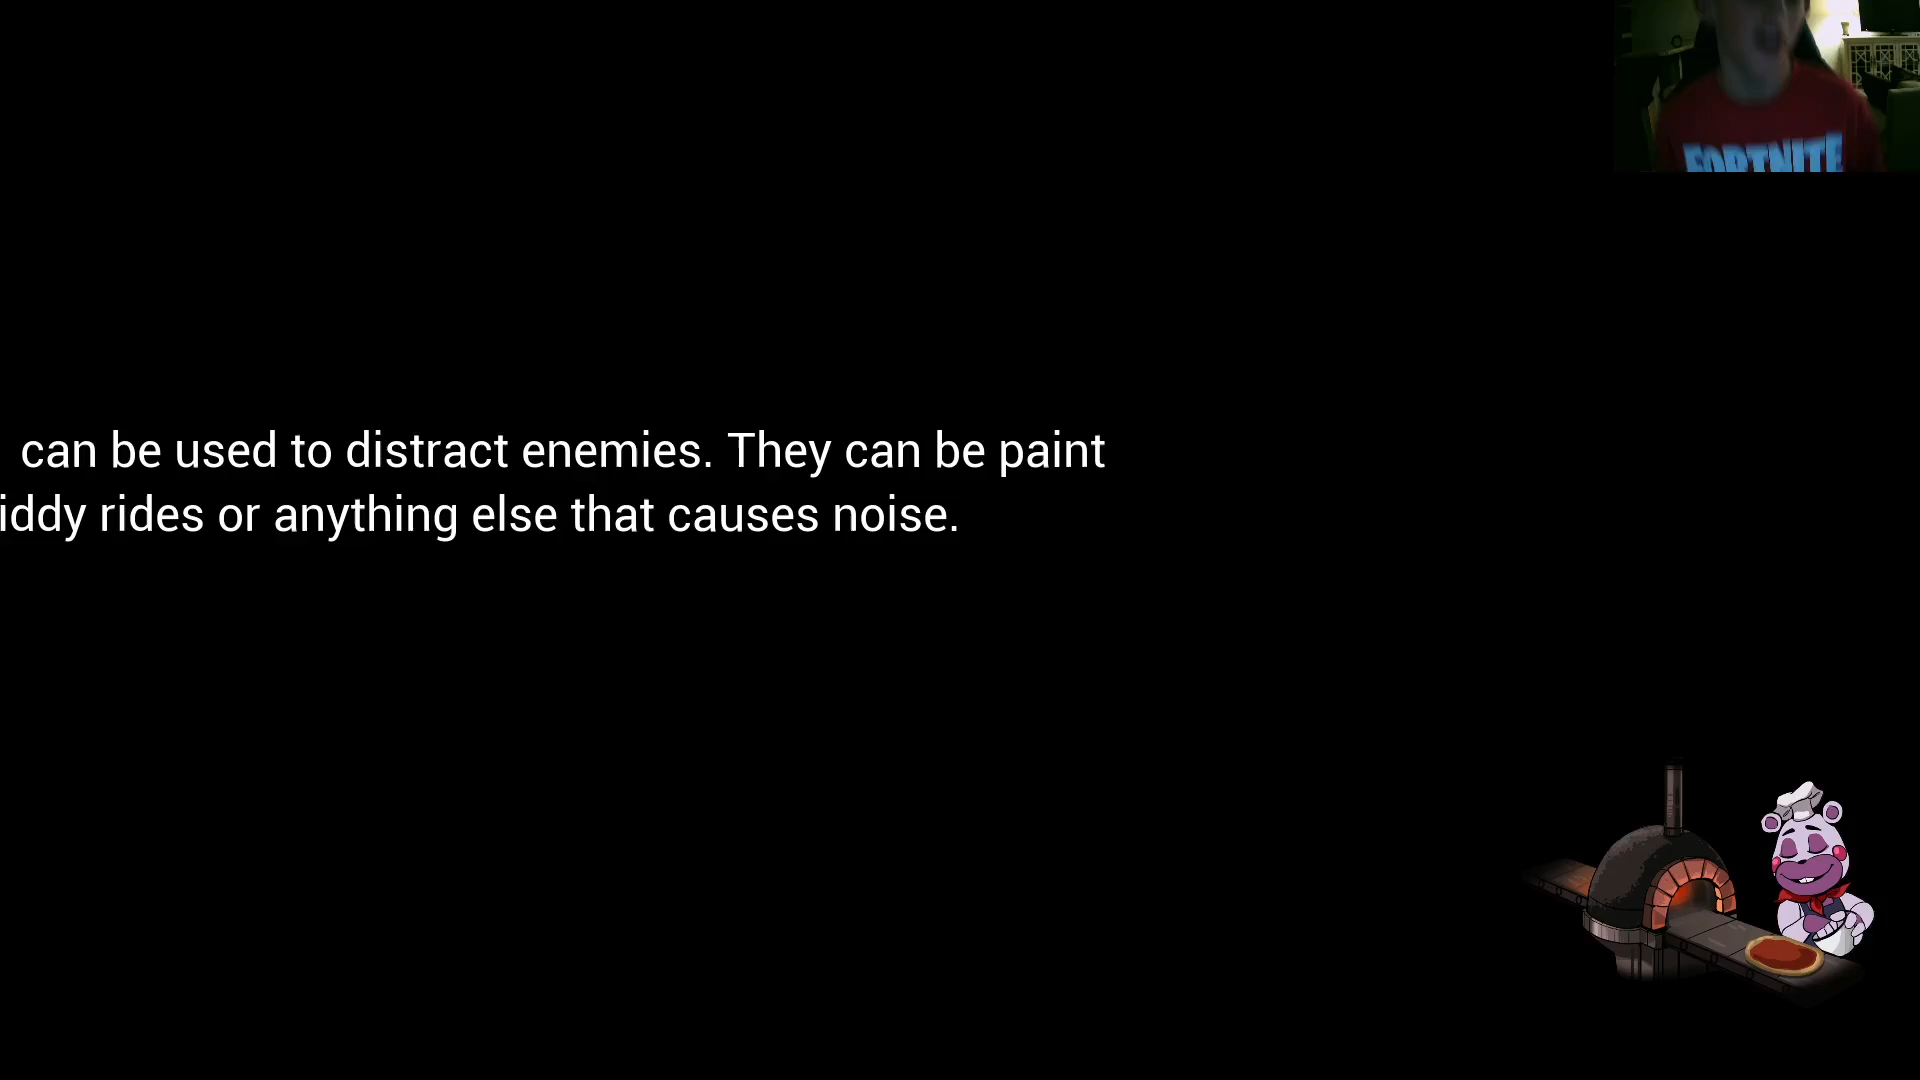 FORTNITE
can be used to distract enemies. They can be paint
iddy rides or anything else that causes noise.